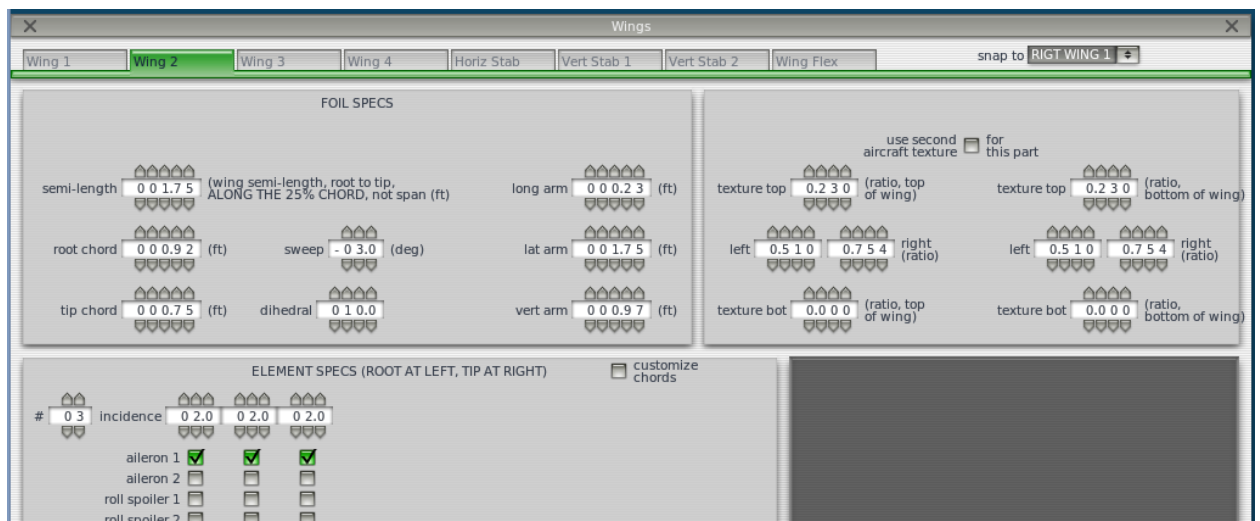 Wings
Wing 1 Wing 2 Wing 3 Wing 4 Horiz Stab Vert Stab 1 Vert Stab 2 Wing Flex snap to RIGT WING 1
FOIL SPECS
use second aircraft texture for this part
semi-length 0 0 1.7 5 (wing semi-length, root to tip,
ALONG THE 25% CHORD, not span (ft)
long arm 0 0 0.2 3 (ft)
root chord 0 0 0.9 2 (ft) sweep - 0 3.0 (deg) lat arm 0 0 1.7 5 (ft)
tip chord 0 0 0.7 5 (ft) dihedral 0 1 0.0 vert arm 0 0 0.9 7 (ft)
texture top 0.2 3 0 (ratio, top
of wing)
texture top 0.2 3 0 (ratio,
bottom of wing)
left 0.5 1 0 0.7 5 4 right
(ratio)
left 0.5 1 0 0.7 5 4 right
(ratio)
texture bot 0.0 0 0 (ratio, top
of wing)
texture bot 0.0 0 0 (ratio,
bottom of wing)
ELEMENT SPECS (ROOT AT LEFT, TIP AT RIGHT)
customize
chords
# 0 3 incidence 0 2.0 0 2.0 0 2.0
aileron 1
aileron 2
roll spoiler 1
roll spoiler 2